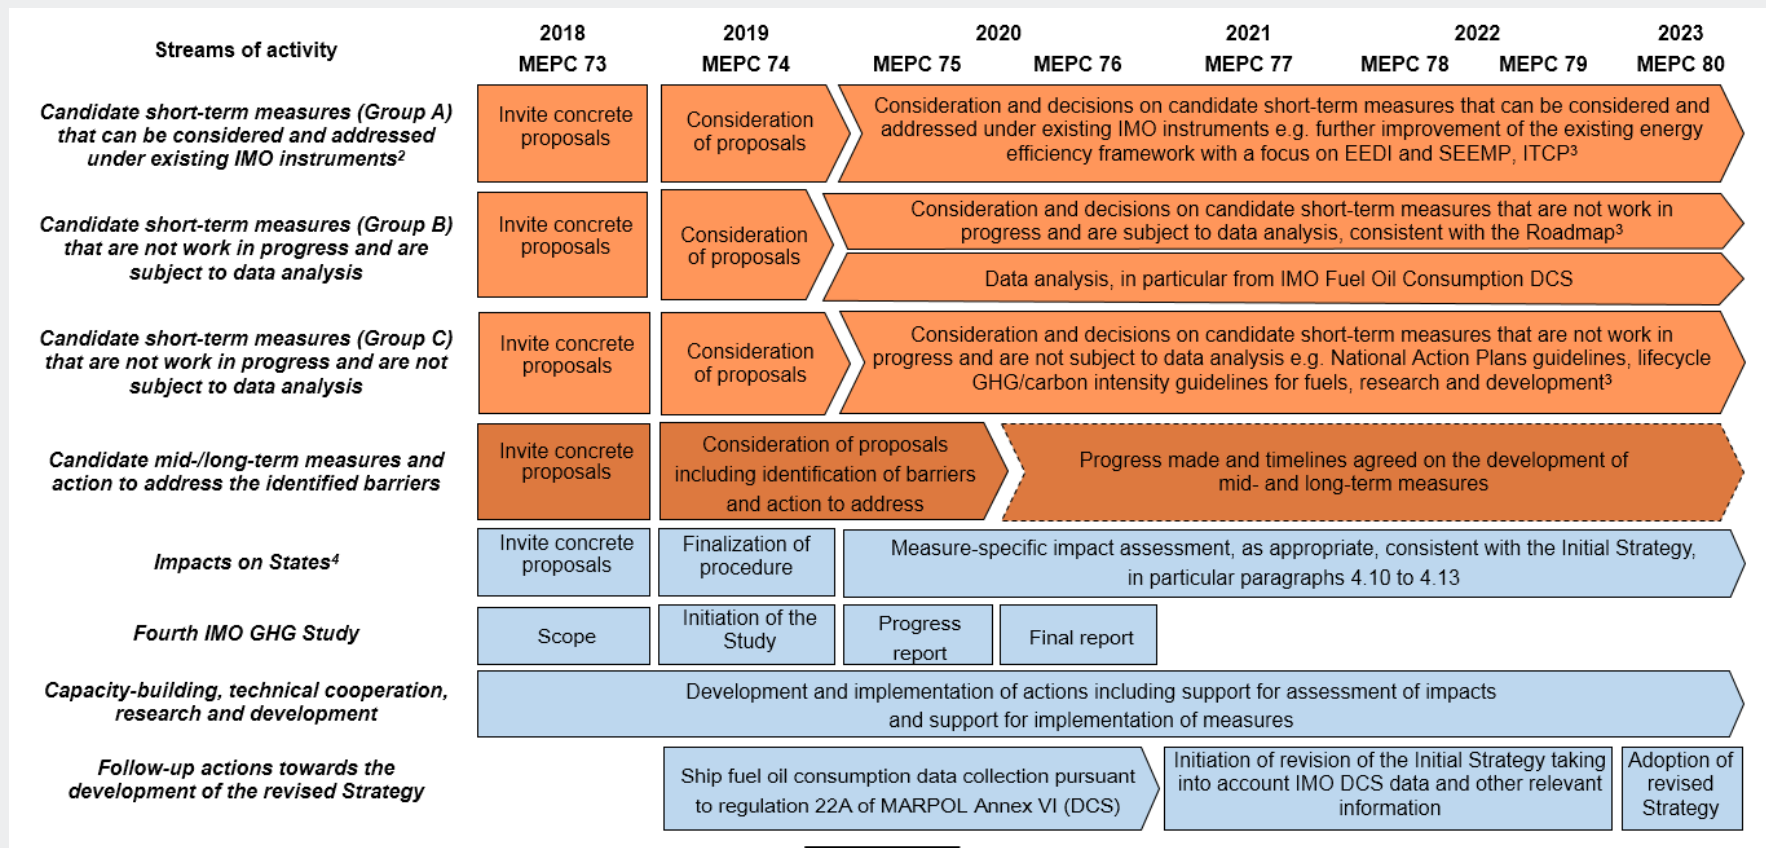 Streams of activity
2018
MEPC 73
2019
MEPC 74
2020
MEPC 75
MEPC 76
2021
MEPC 77
2022
MEPC 78
MEPC 79
2023
MEPC 80
Candidate short-term measures (Group A)
that can be considered and addressed
under existing IMO instruments²
Invite concrete
proposals
Consideration
of proposals
Consideration and decisions on candidate short-term measures that can be considered and
addressed under existing IMO instruments e.g. further improvement of the existing energy
efficiency framework with a focus on EEDI and SEEMP, ITCP³
Candidate short-term measures (Group B)
that are not work in progress and are
subject to data analysis
Invite concrete
proposals
Consideration
of proposals
Consideration and decisions on candidate short-term measures that are not work in
progress and are subject to data analysis, consistent with the Roadmap³
Data analysis, in particular from IMO Fuel Oil Consumption DCS
Candidate short-term measures (Group C)
that are not work in progress and are not
subject to data analysis
Invite concrete
proposals
Consideration
of proposals
Consideration and decisions on candidate short-term measures that are not work in
progress and are not subject to data analysis e.g. National Action Plans guidelines, lifecycle
GHG/carbon intensity guidelines for fuels, research and development³
Candidate mid-/long-term measures and
action to address the identified barriers
Invite concrete
proposals
Consideration of proposals
including identification of barriers
and action to address
Progress made and timelines agreed on the development of
mid- and long-term measures
Impacts on States⁴
Invite concrete
proposals
Finalization of
procedure
Measure-specific impact assessment, as appropriate, consistent with the Initial Strategy,
in particular paragraphs 4.10 to 4.13
Fourth IMO GHG Study
Scope
Initiation of the
Study
Progress
report
Final report
Capacity-building, technical cooperation,
research and development
Development and implementation of actions including support for assessment of impacts
and support for implementation of measures
Follow-up actions towards the
development of the revised Strategy
Ship fuel oil consumption data collection pursuant
to regulation 22A of MARPOL Annex VI (DCS)
Initiation of revision of the Initial Strategy taking
into account IMO DCS data and other relevant
information
Adoption of
revised
Strategy